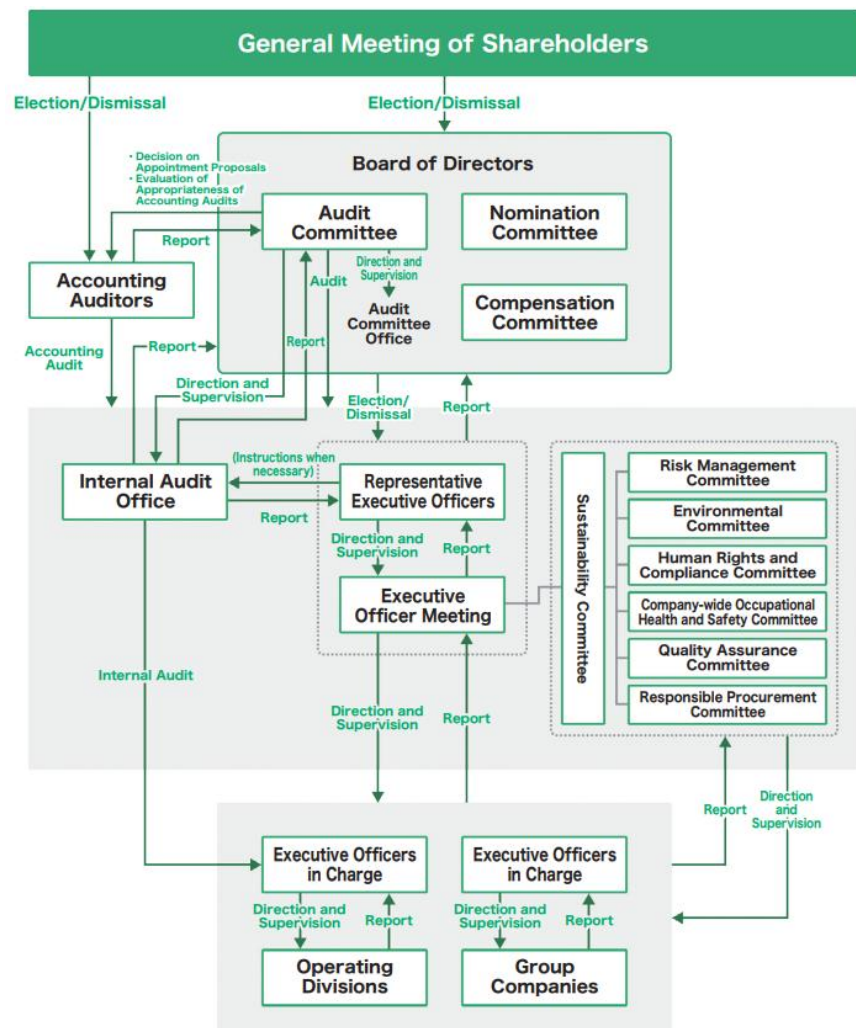 General Meeting of Shareholders
Election/Dismissal
Election/Dismissal
・Decision on
Appointment Proposals
・Evaluation of
Appropriateness of
Accounting Audits
Board of Directors
Audit
Committee
Nomination
Committee
Report
Accounting
Auditors
Audit
Direction and
Supervision
Audit
Committee
Office
Compensation
Committee
Accounting
Audit
Report
Report
Direction and
Supervision
Election/
Dismissal
Report
Internal Audit
Office
(Instructions when
necessary)
Report
Representative
Executive Officers
Direction and
Supervision
Report
Executive
Officer Meeting
Sustainability Committee
Risk Management
Committee
Environmental
Committee
Human Rights and
Compliance Committee
Company-wide Occupational
Health and Safety Committee
Quality Assurance
Committee
Responsible Procurement
Committee
Internal Audit
Direction and
Supervision
Report
Report
Direction
and
Supervision
Executive Officers
in Charge
Executive Officers
in Charge
Direction and
Supervision
Report
Direction and
Supervision
Report
Operating
Divisions
Group
Companies